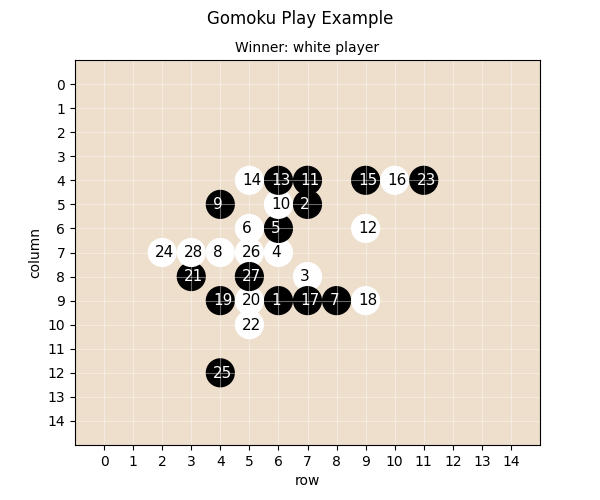 Gomoku Play Example
Winner: white player
0
1
2
3
4 14 13 11 15 16 23
5 9 10 2
6 6 5 12
7 24 28 8 26 4
8 21 27 3
9 19 20 1 17 7 18
10 22
11
12 25
13
14
column
0 1 2 3 4 5 6 7 8 9 10 11 12 13 14
row